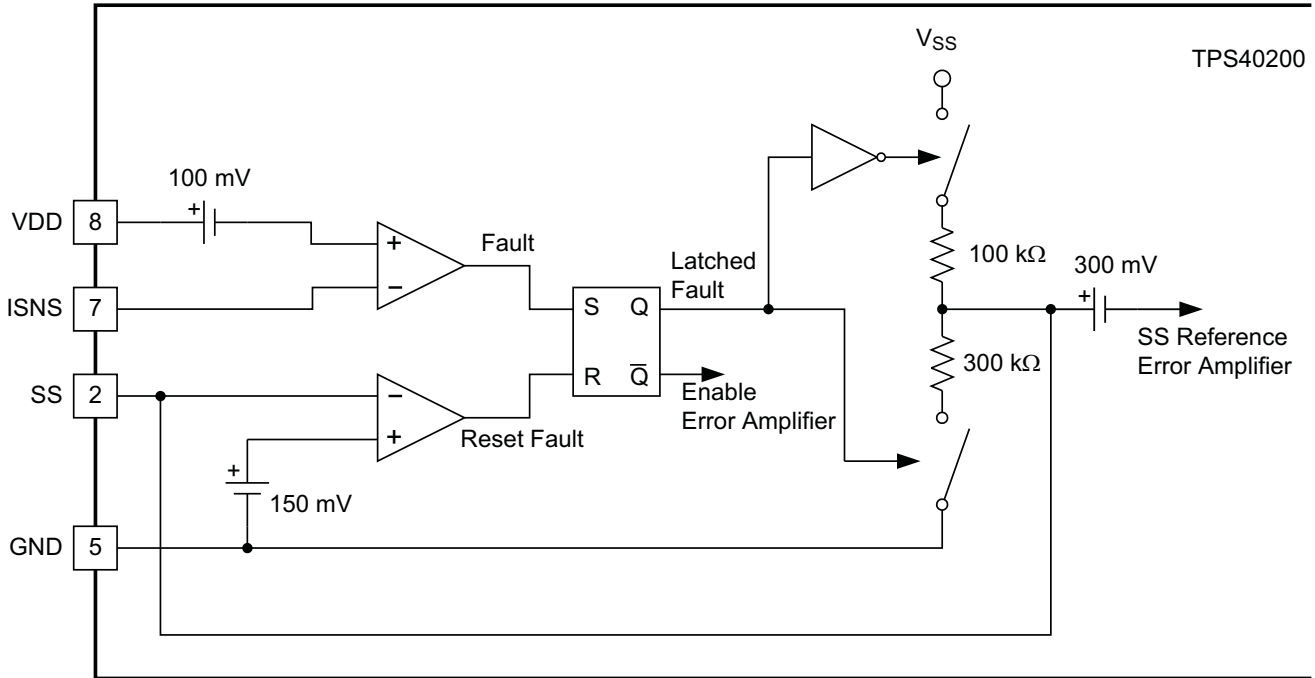 V_SS
TPS40200
100 mV
VDD 8
+
Fault
Latched
Fault
100 kΩ
300 mV
ISNS 7
+
−
S Q
R Q̅
+
SS Reference
Error Amplifier
300 kΩ
SS 2
−
+
Enable
Error Amplifier
Reset Fault
+
150 mV
GND 5